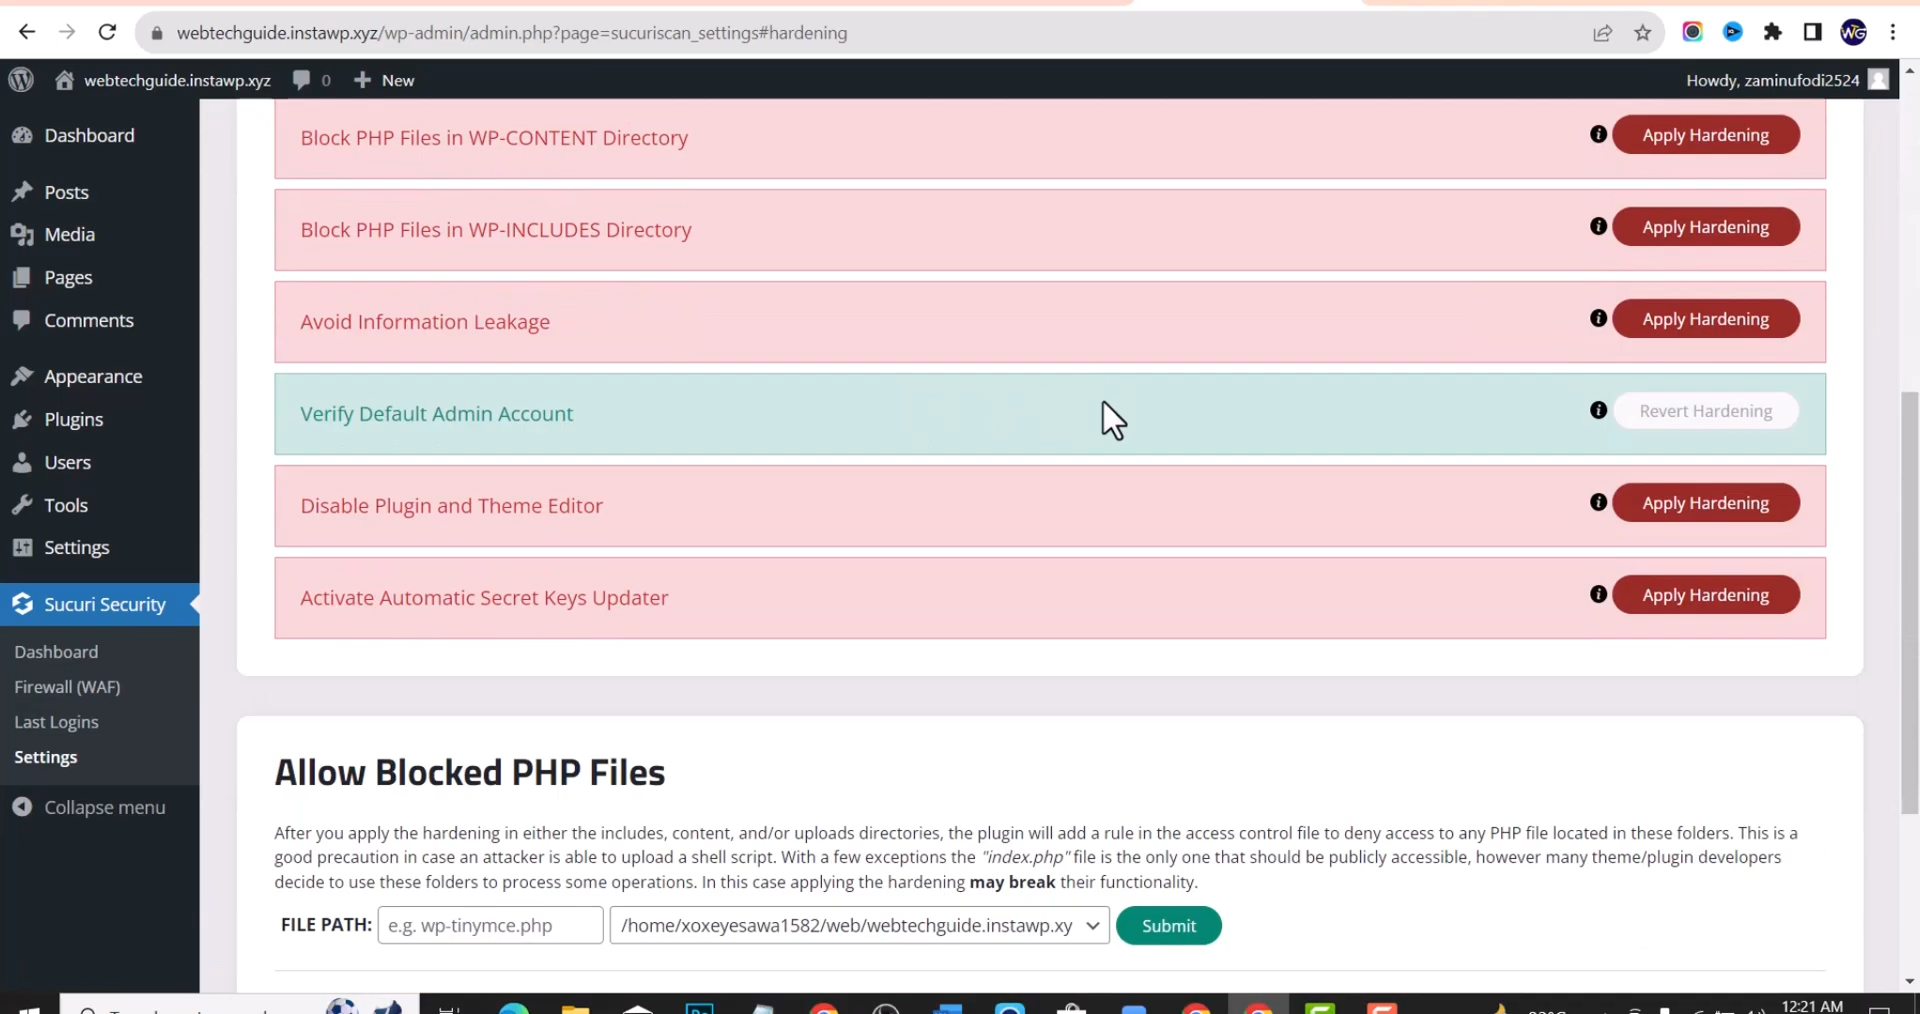 webtechguide.instawp.xyz/wp-admin/admin.php?page=sucuriscan_settings#hardening
webtechguide.instawp.xyz 0 New Howdy, zaminufodi2524
Dashboard
Posts
Media
Pages
Comments
Appearance
Plugins
Users
Tools
Settings
Sucuri Security
Dashboard
Firewall (WAF)
Last Logins
Settings
Collapse menu
Block PHP Files in WP-CONTENT Directory Apply Hardening
Block PHP Files in WP-INCLUDES Directory Apply Hardening
Avoid Information Leakage Apply Hardening
Verify Default Admin Account Revert Hardening
Disable Plugin and Theme Editor Apply Hardening
Activate Automatic Secret Keys Updater Apply Hardening
Allow Blocked PHP Files
After you apply the hardening in either the includes, content, and/or uploads directories, the plugin will add a rule in the access control file to deny access to any PHP file located in these folders. This is a
good precaution in case an attacker is able to upload a shell script. With a few exceptions the "index.php" file is the only one that should be publicly accessible, however many theme/plugin developers
decide to use these folders to process some operations. In this case applying the hardening may break their functionality.
FILE PATH: e.g. wp-tinymce.php /home/xoxeyesawa1582/web/webtechguide.instawp.xy Submit
12:21 AM